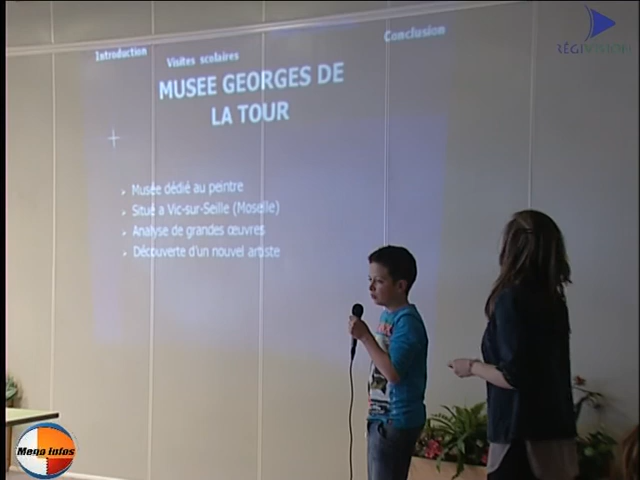 Introduction
Visites scolaires
Conclusion
MUSEE GEORGES DE
LA TOUR
Musée dédié au peintre
Situé a Vic-sur-Seille (Moselle)
Analyse de grandes œuvres
Découverte d'un nouvel artiste
RÉGIVISION
Mena infos